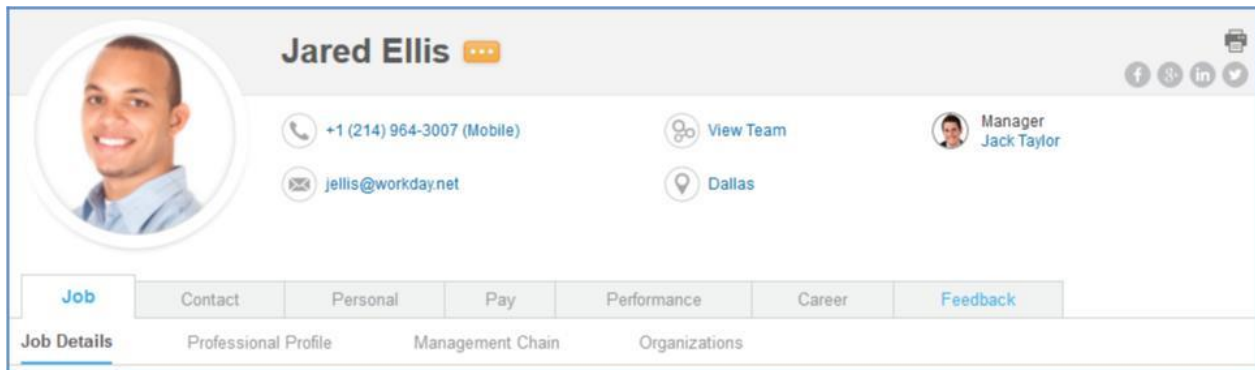 Jared Ellis
+1 (214) 964-3007 (Mobile)
View Team
Manager
Jack Taylor
jellis@workday.net
Dallas
Job
Contact
Personal
Pay
Performance
Career
Feedback
Job Details
Professional Profile
Management Chain
Organizations